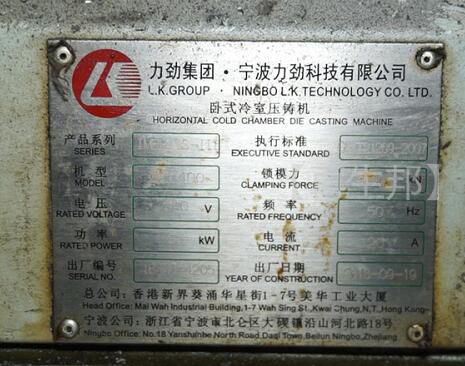 力劲集团·宁波力劲科技有限公司
L.K.GROUP · NINGBO L.K.TECHNOLOGY CO. LTD.
卧式冷室压铸机
HORIZONTAL COLD CHAMBER DIE CASTING MACHINE
产品系列 执行标准
SERIES EXECUTIVE STANDARD
机型 锁模力 kN
MODEL CLAMPING FORCE
电压 V 频率 Hz
RATED VOLTAGE RATED FREQUENCY
功率 kW 电流 A
RATED POWER CURRENT
出厂编号 出厂日期
SERIAL NO. YEAR OF CONSTRUCTION
总公司:香港新界葵涌华星街1-7号美华工业大厦
Head Office: Mai Wah Industrial Building,1-7 Wah Sing St.,Kwai Chung,N.T,Hong Kong
宁波公司:浙江省宁波市北仑区大碶镇沿山河北路18号
Ningbo Office: No.18 Yanshanhe North Road,Daqi Town,Beilun Ningbo,Zhejiang